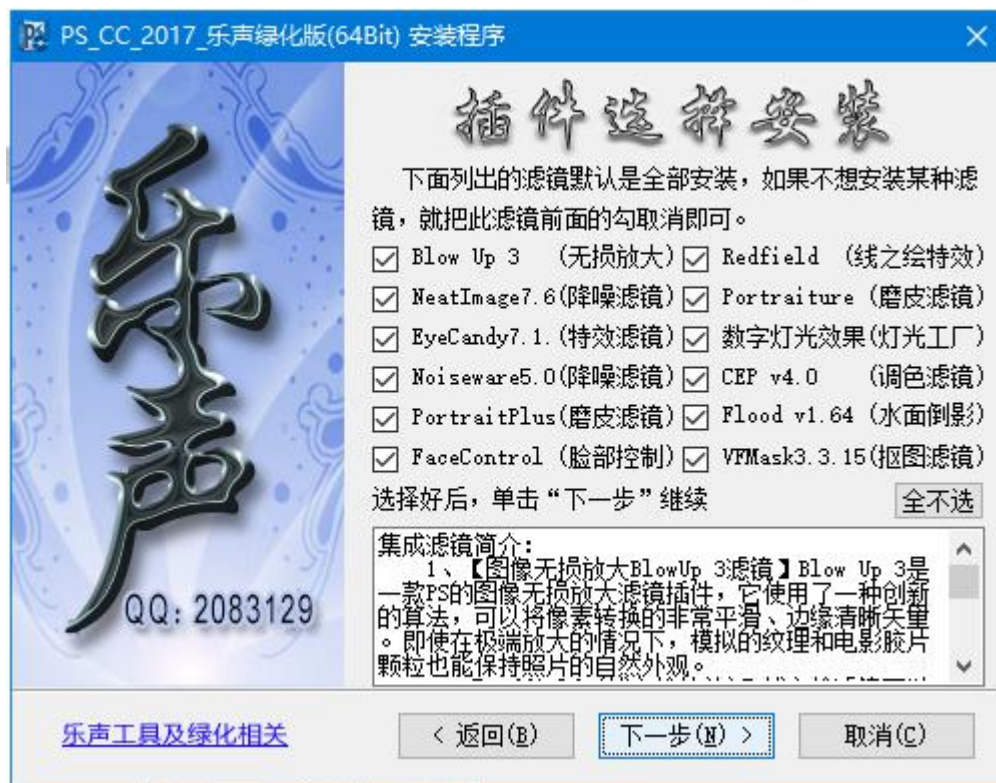 PS_CC_2017_乐声绿化版(64Bit) 安装程序
乐声
QQ: 2083129
插件选择安装
下面列出的滤镜默认是全部安装，如果不想安装某种滤
镜，就把此滤镜前面的勾取消即可。
Blow Up 3 (无损放大) Redfield (线之绘特效)
NeatImage7.6(降噪滤镜) Portraiture (磨皮滤镜)
EyeCandy7.1.(特效滤镜) 数字灯光效果(灯光工厂)
Noiseware5.0(降噪滤镜) CEP v4.0 (调色滤镜)
PortraitPlus(磨皮滤镜) Flood v1.64 (水面倒影)
FaceControl (脸部控制) VFMask3.3.15(抠图滤镜)
选择好后，单击“下一步”继续 全不选
集成滤镜简介:
1、【图像无损放大BlowUp 3滤镜】Blow Up 3是
一款PS的图像无损放大滤镜插件，它使用了一种创新
的算法，可以将像素转换的非常平滑、边缘清晰矢量
。即使在极端放大的情况下，模拟的纹理和电影胶片
颗粒也能保持照片的自然外观。
乐声工具及绿化相关 < 返回(B) 下一步(N) > 取消(C)